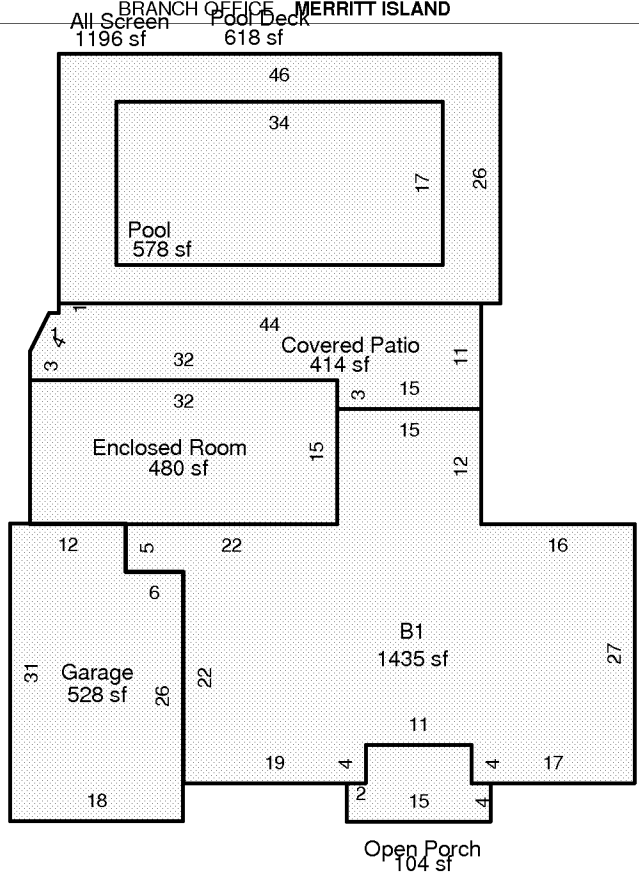 BRANCH OFFICE MERRITT ISLAND
All Screen
1196 sf
Pool Deck
618 sf
46
34
17
26
Pool
578 sf
1
44
1
4
Covered Patio
414 sf
11
3
32
3
15
32
15
Enclosed Room
480 sf
15
12
12
5
22
16
6
B1
1435 sf
27
31
Garage
528 sf
26
22
11
19
4
4
17
18
2
15
4
Open Porch
104 sf